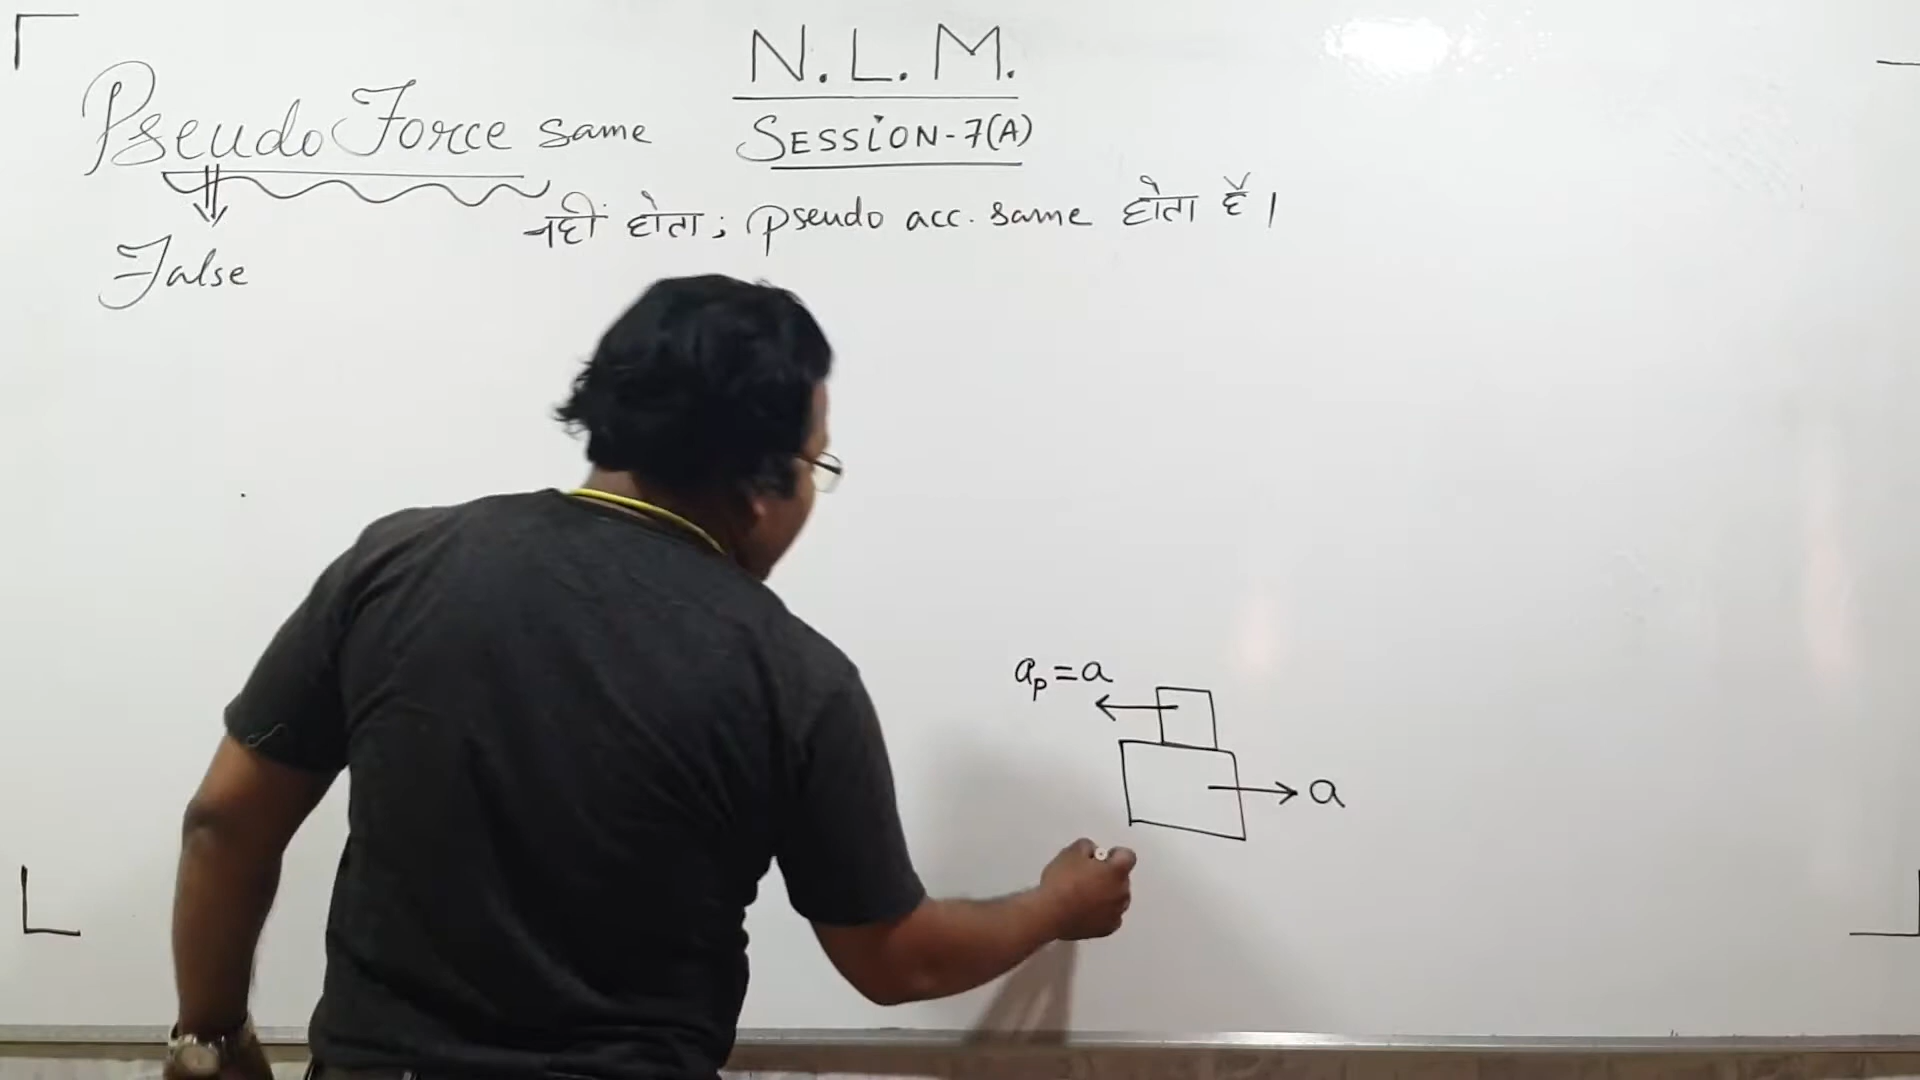 N.L.M.
SESSION-7(A)
Pseudo Force same
नहीं होता; pseudo acc. same होता है।
False
ap=a
a